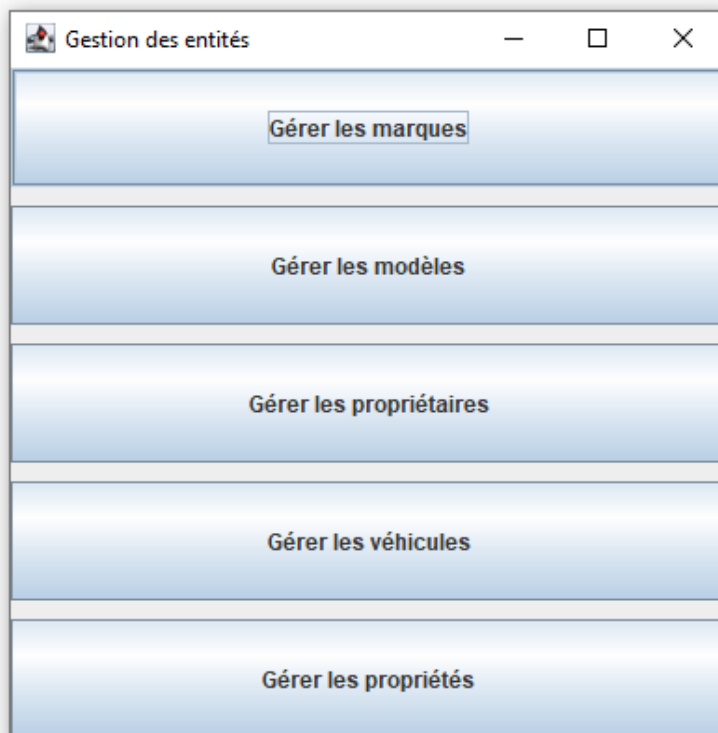 Gestion des entités
Gérer les marques
Gérer les modèles
Gérer les propriétaires
Gérer les véhicules
Gérer les propriétés